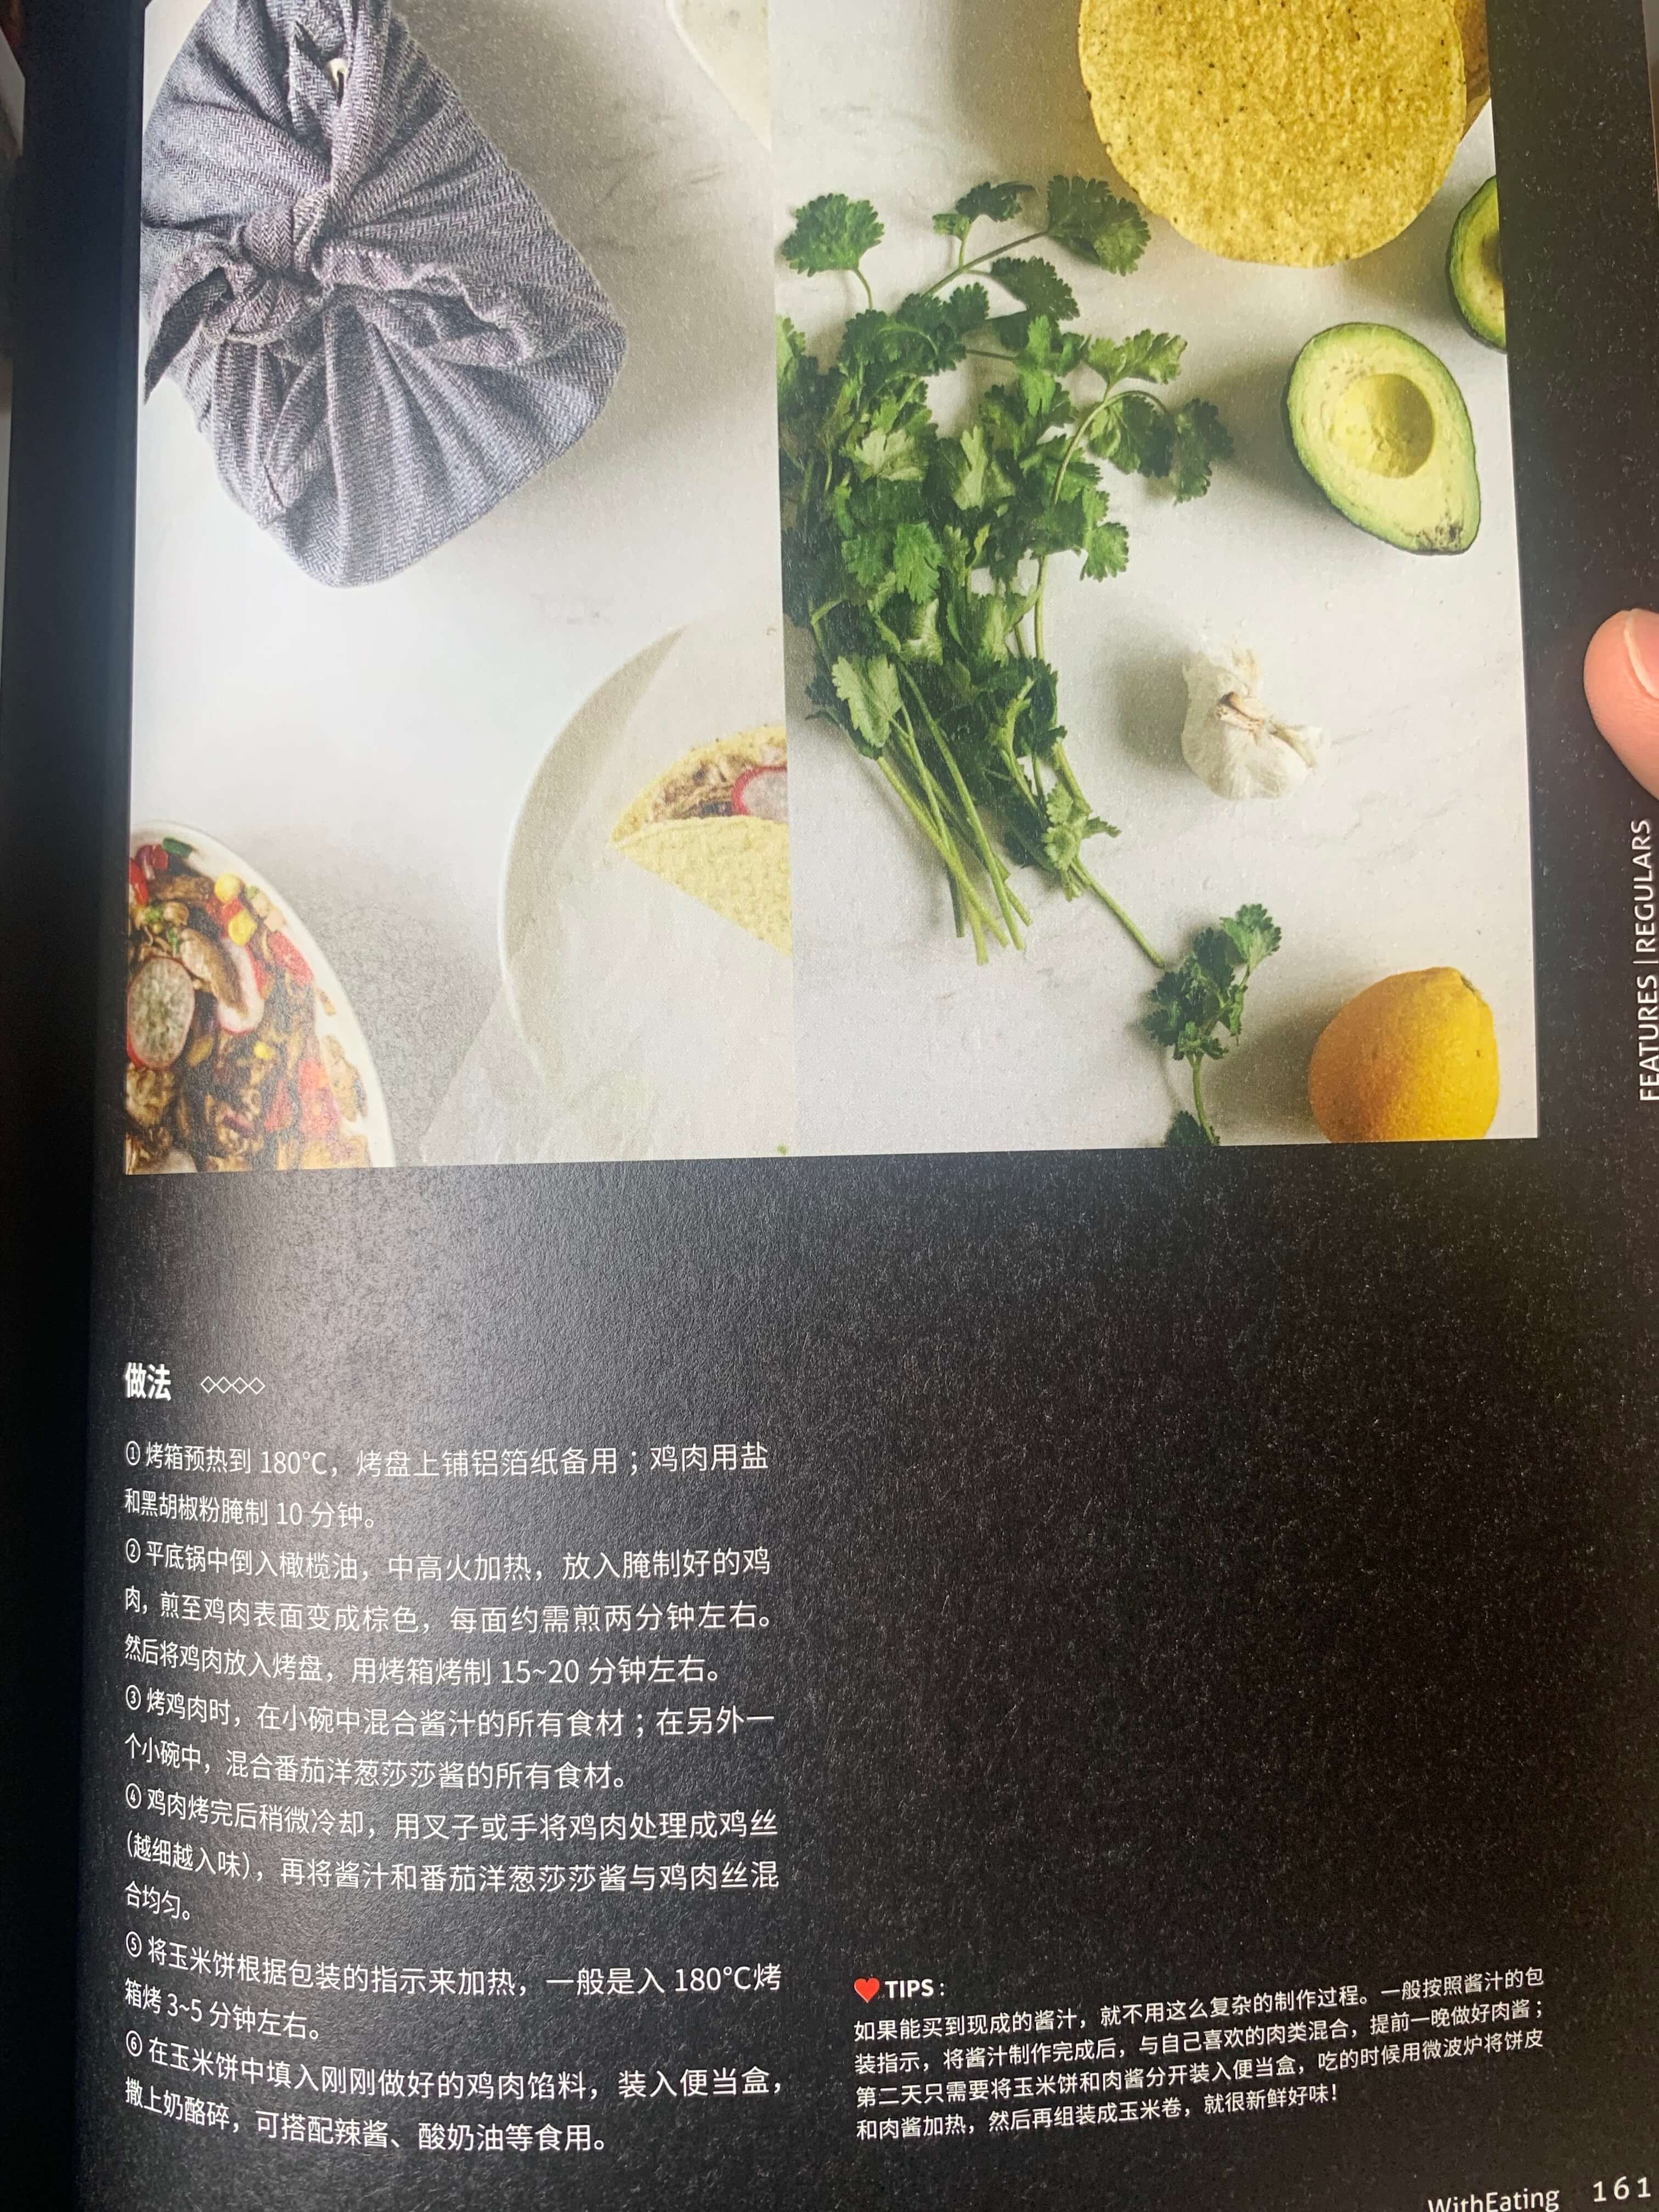 做法
① 烤箱预热到 180℃，烤盘上铺铝箔纸备用；鸡肉用盐
和黑胡椒粉腌制 10 分钟。
② 平底锅中倒入橄榄油，中高火加热，放入腌制好的鸡
肉，煎至鸡肉表面变成棕色，每面约需煎两分钟左右。
然后将鸡肉放入烤盘，用烤箱烤制 15~20 分钟左右。
③ 烤鸡肉时，在小碗中混合酱汁的所有食材；在另外一
个小碗中，混合番茄洋葱莎莎酱的所有食材。
④ 鸡肉烤完后稍微冷却，用叉子或手将鸡肉处理成鸡丝
（越细越入味），再将酱汁和番茄洋葱莎莎酱与鸡肉丝混
合均匀。
⑤ 将玉米饼根据包装的指示来加热，一般是入 180℃烤
箱烤 3~5 分钟左右。
⑥ 在玉米饼中填入刚刚做好的鸡肉馅料，装入便当盒，
撒上奶酪碎，可搭配辣酱、酸奶油等食用。
TIPS：
如果能买到现成的酱汁，就不用这么复杂的制作过程。一般按照酱汁的包
装指示，将酱汁制作完成后，与自己喜欢的肉类混合，提前一晚做好肉酱；
第二天只需要将玉米饼和肉酱分开装入便当盒，吃的时候用微波炉将饼皮
和肉酱加热，然后再组装成玉米卷，就很新鲜好味！
FEATURES | REGULARS
WithEating 161